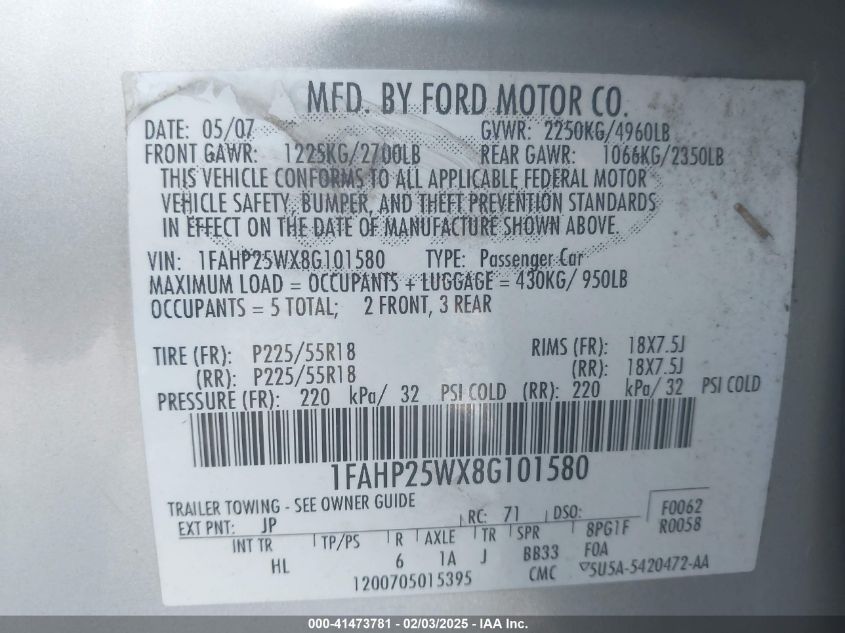 MFD. BY FORD MOTOR CO.
DATE: 05/07 GVWR: 2250KG/4960LB
FRONT GAWR: 1225KG/2700LB REAR GAWR: 1066KG/2350LB
THIS VEHICLE CONFORMS TO ALL APPLICABLE FEDERAL MOTOR
VEHICLE SAFETY, BUMPER, AND THEFT PREVENTION STANDARDS
IN EFFECT ON THE DATE OF MANUFACTURE SHOWN ABOVE.
VIN: 1FAHP25WX8G101580 TYPE: Passenger Car
MAXIMUM LOAD = OCCUPANTS + LUGGAGE = 430KG/ 950LB
OCCUPANTS = 5 TOTAL; 2 FRONT, 3 REAR
TIRE (FR): P225/55R18 RIMS (FR): 18X7.5J
(RR): P225/55R18 (RR): 18X7.5J
PRESSURE (FR): 220 kPa/ 32 PSI COLD (RR): 220 kPa/ 32 PSI COLD
1FAHP25WX8G101580
TRAILER TOWING - SEE OWNER GUIDE
EXT PNT: JP RC: 71 DSO: F0062
INT TR TP/PS R AXLE TR SPR 8PG1F R0058
HL 6 1A J BB33 FOA
1200705015395 CMC 5U5A-5420472-AA
000-41473781 - 02/03/2025 - IAA Inc.